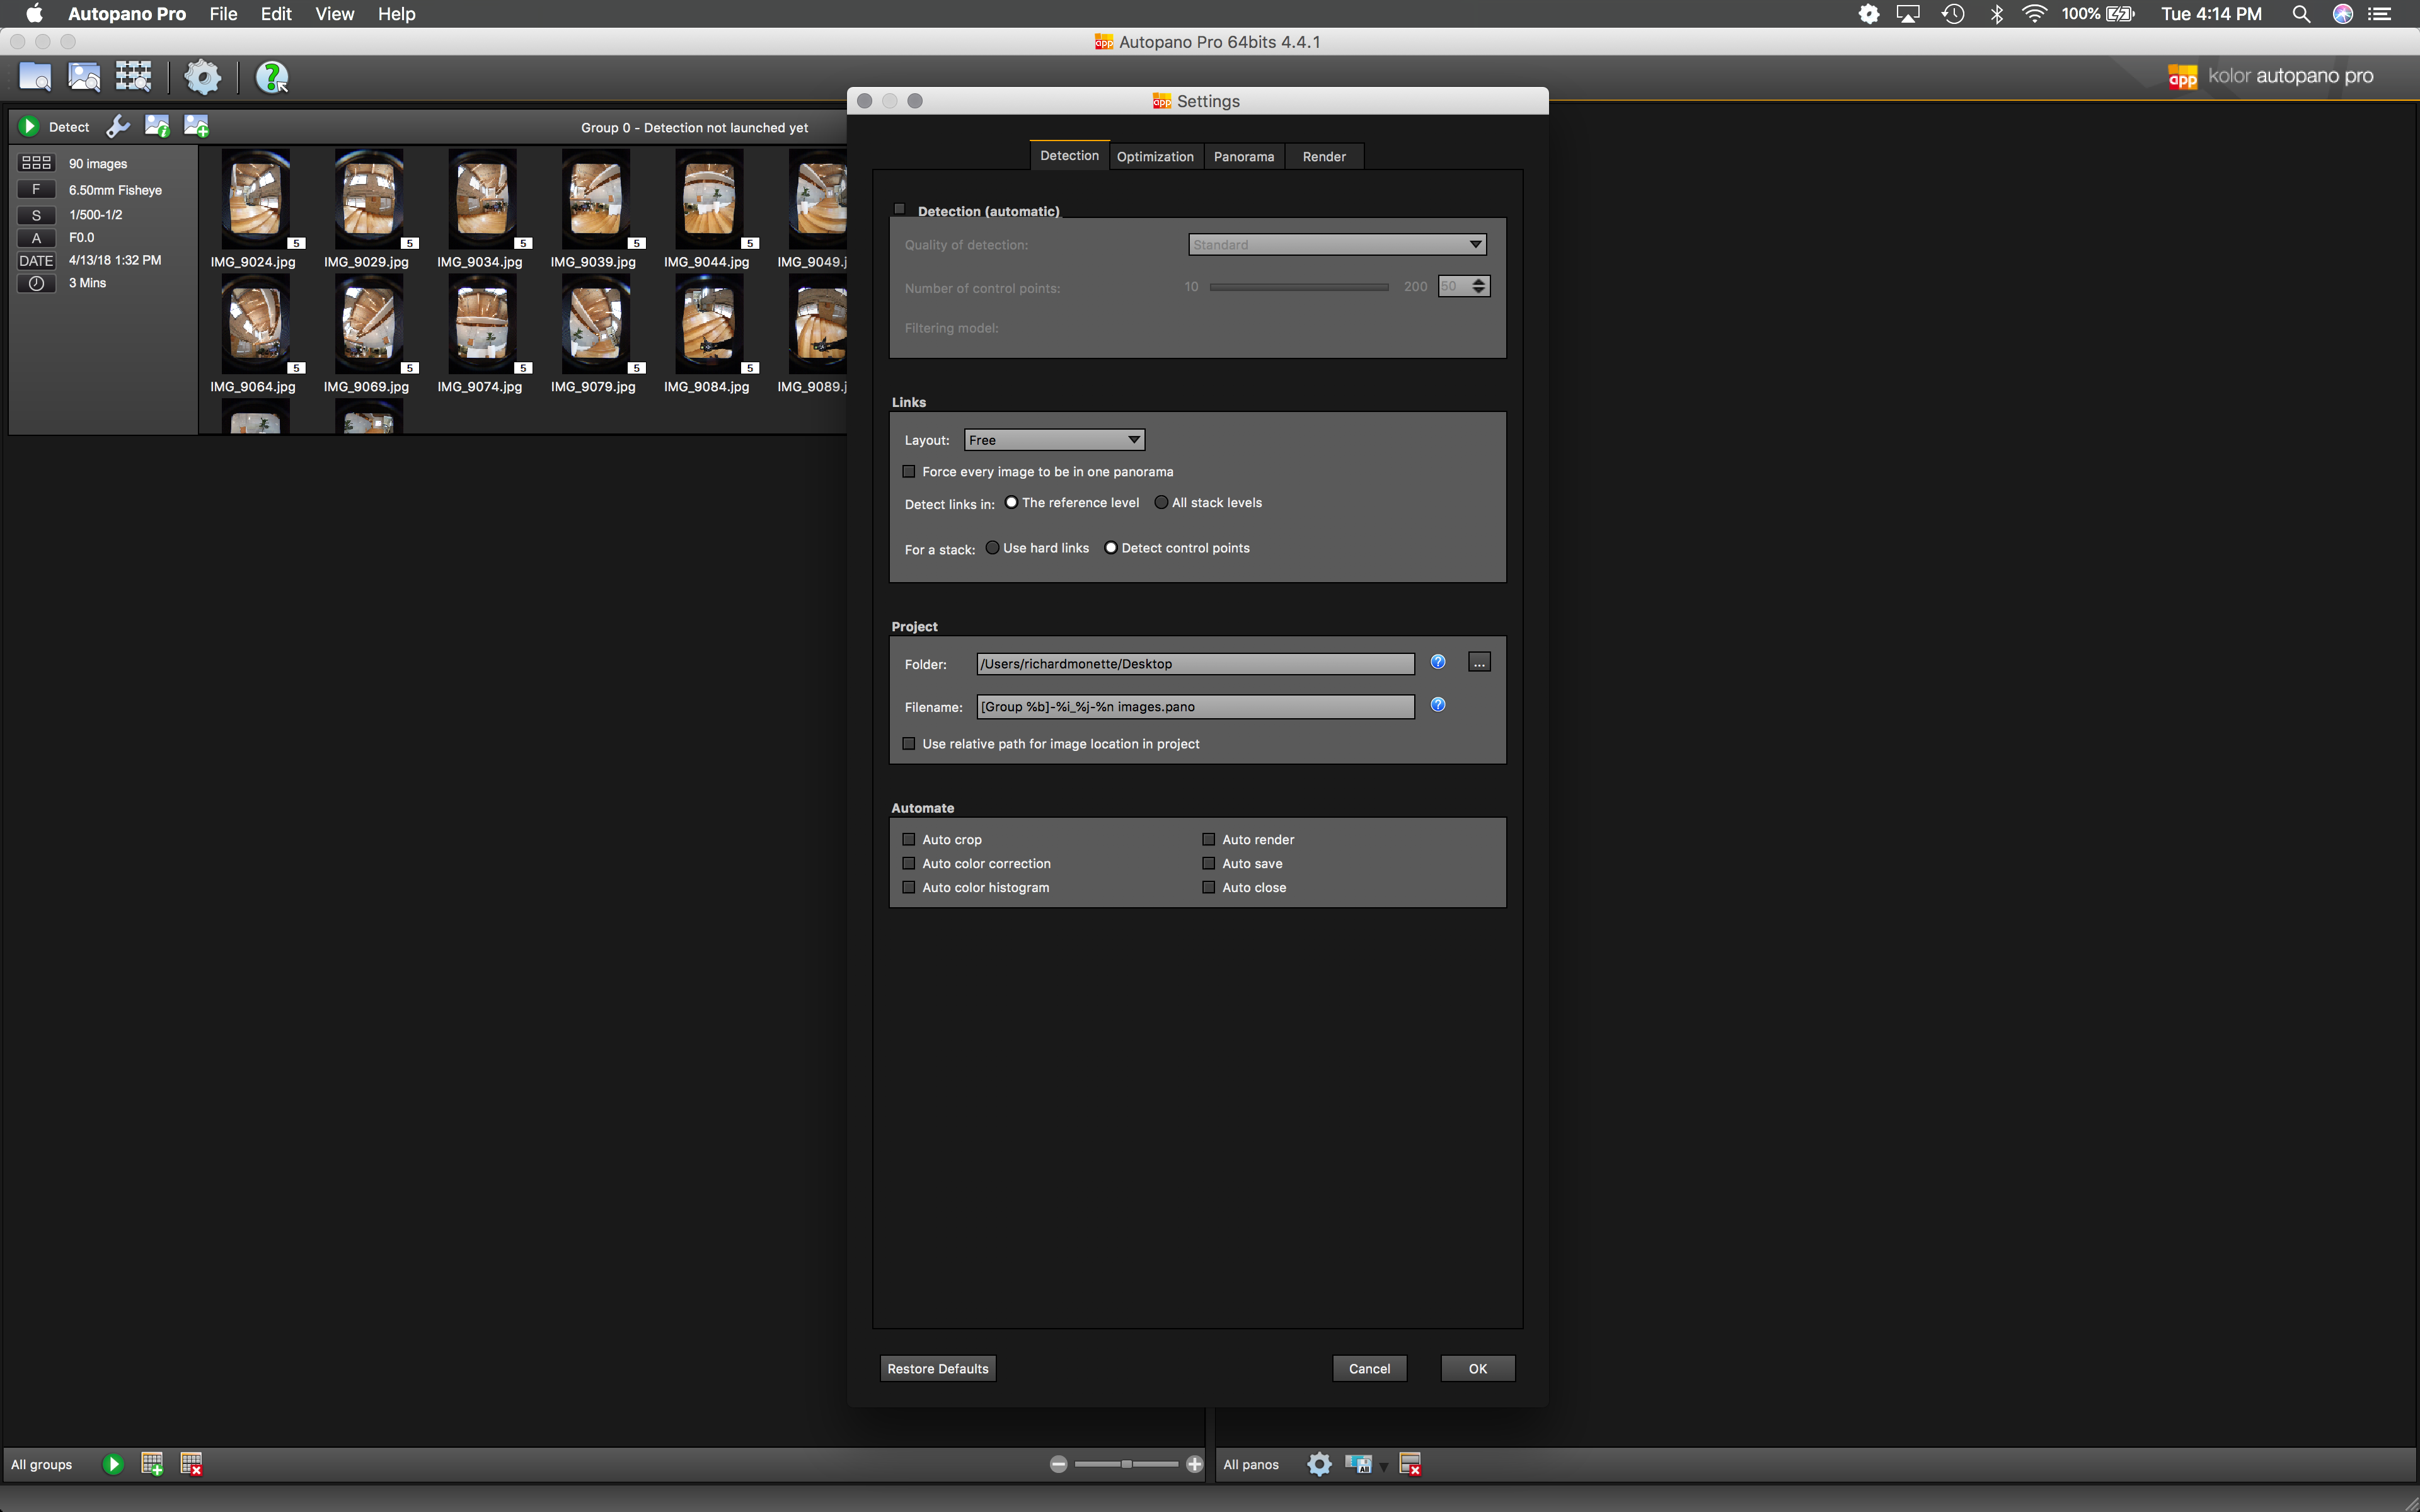 Autopano Pro File Edit View Help 100% Tue 4:14 PM
app Autopano Pro 64bits 4.4.1
app kolor autopano pro
Detect Group 0 - Detection not launched yet
90 images
F 6.50mm Fisheye
S 1/500-1/2
A F0.0
DATE 4/13/18 1:32 PM
3 Mins
5 5 5 5 5
IMG_9024.jpg IMG_9029.jpg IMG_9034.jpg IMG_9039.jpg IMG_9044.jpg IMG_9049.j
5 5 5 5 5
IMG_9064.jpg IMG_9069.jpg IMG_9074.jpg IMG_9079.jpg IMG_9084.jpg IMG_9089.j
app Settings
Detection Optimization Panorama Render
Detection (automatic)
Quality of detection: Standard
Number of control points: 10 200 50
Filtering model:
Links
Layout: Free
Force every image to be in one panorama
Detect links in: The reference level All stack levels
For a stack: Use hard links Detect control points
Project
Folder: /Users/richardmonette/Desktop ? ...
Filename: [Group %b]-%i_%j-%n images.pano ?
Use relative path for image location in project
Automate
Auto crop Auto render
Auto color correction Auto save
Auto color histogram Auto close
Restore Defaults Cancel OK
All groups All panos All